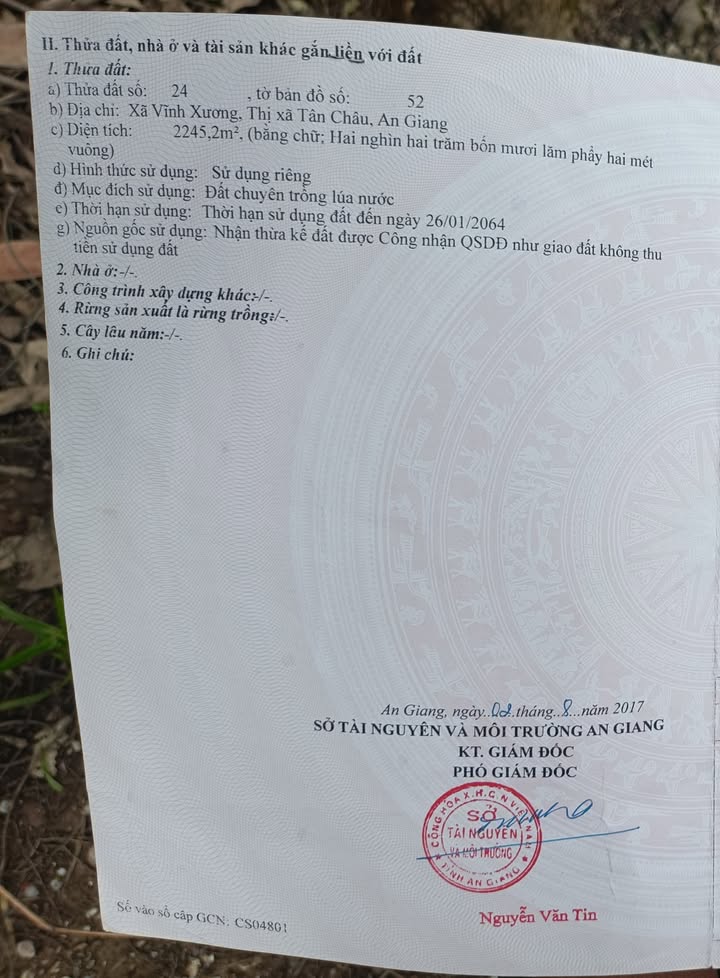 II. Thửa đất, nhà ở và tài sản khác gắn liền với đất
1. Thửa đất:
a) Thửa đất số: 24 , tờ bản đồ số: 52
b) Địa chỉ: Xã Vĩnh Xương, Thị xã Tân Châu, An Giang
c) Diện tích: 2245,2m², (bằng chữ; Hai nghìn hai trăm bốn mươi lăm phẩy hai mét
vuông)
d) Hình thức sử dụng: Sử dụng riêng
đ) Mục đích sử dụng: Đất chuyên trồng lúa nước
e) Thời hạn sử dụng: Thời hạn sử dụng đất đến ngày 26/01/2064
g) Nguồn gốc sử dụng: Nhận thừa kế đất được Công nhận QSDĐ như giao đất không thu
tiền sử dụng đất
2. Nhà ở:-/-.
3. Công trình xây dựng khác:-/-.
4. Rừng sản xuất là rừng trồng:-/-.
5. Cây lâu năm:-/-.
6. Ghi chú:
An Giang, ngày..02..tháng..8...năm 2017
SỞ TÀI NGUYÊN VÀ MÔI TRƯỜNG AN GIANG
KT. GIÁM ĐỐC
PHÓ GIÁM ĐỐC
CỘNG HÒA X.H.C.N VIỆT NAM
SỞ
TÀI NGUYÊN
VÀ MÔI TRƯỜNG
TỈNH AN GIANG
Nguyễn Văn Tin
Số vào sổ cấp GCN: CS04801